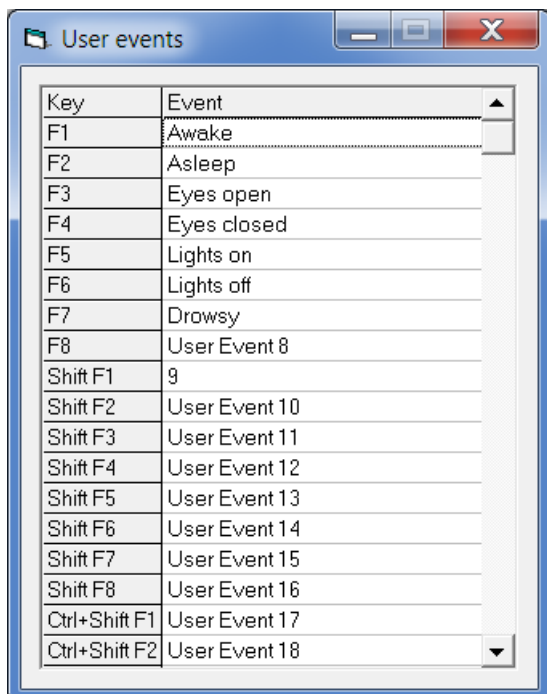 User events
Key Event
F1 Awake
F2 Asleep
F3 Eyes open
F4 Eyes closed
F5 Lights on
F6 Lights off
F7 Drowsy
F8 User Event 8
Shift F1 9
Shift F2 User Event 10
Shift F3 User Event 11
Shift F4 User Event 12
Shift F5 User Event 13
Shift F6 User Event 14
Shift F7 User Event 15
Shift F8 User Event 16
Ctrl+Shift F1 User Event 17
Ctrl+Shift F2 User Event 18